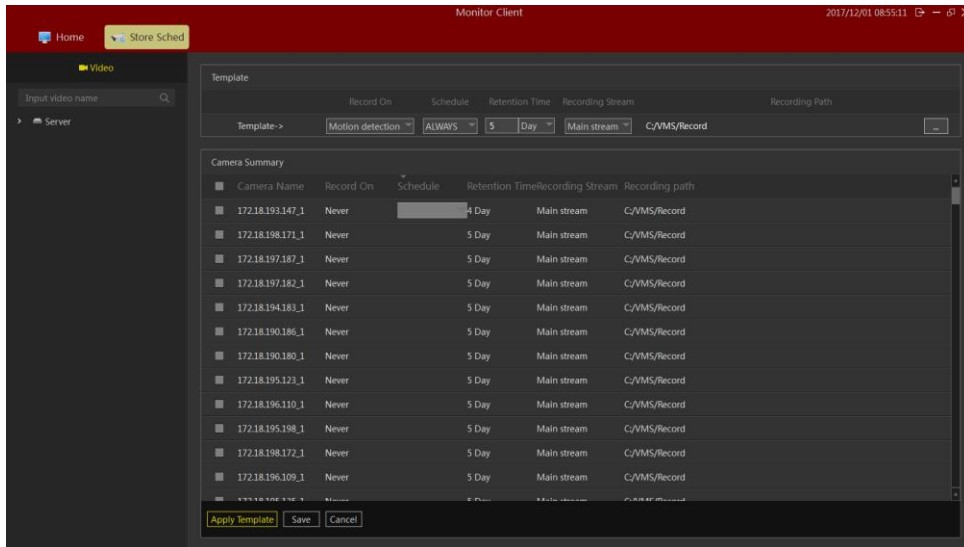 Monitor Client 2017/12/01 08:55:11
Home Store Sched
Video
Input video name
Server
Template
Record On Schedule Retention Time Recording Stream Recording Path
Template-> Motion detection ALWAYS 5 Day Main stream C:/VMS/Record ...
Camera Summary
Camera Name Record On Schedule Retention Time Recording Stream Recording path
172.18.193.147_1 Never 4 Day Main stream C:/VMS/Record
172.18.198.171_1 Never 5 Day Main stream C:/VMS/Record
172.18.197.187_1 Never 5 Day Main stream C:/VMS/Record
172.18.197.182_1 Never 5 Day Main stream C:/VMS/Record
172.18.194.183_1 Never 5 Day Main stream C:/VMS/Record
172.18.190.186_1 Never 5 Day Main stream C:/VMS/Record
172.18.190.180_1 Never 5 Day Main stream C:/VMS/Record
172.18.195.123_1 Never 5 Day Main stream C:/VMS/Record
172.18.196.110_1 Never 5 Day Main stream C:/VMS/Record
172.18.195.198_1 Never 5 Day Main stream C:/VMS/Record
172.18.198.172_1 Never 5 Day Main stream C:/VMS/Record
172.18.196.109_1 Never 5 Day Main stream C:/VMS/Record
Never 5 Day Main stream C:/VMS/Record
Apply Template Save Cancel